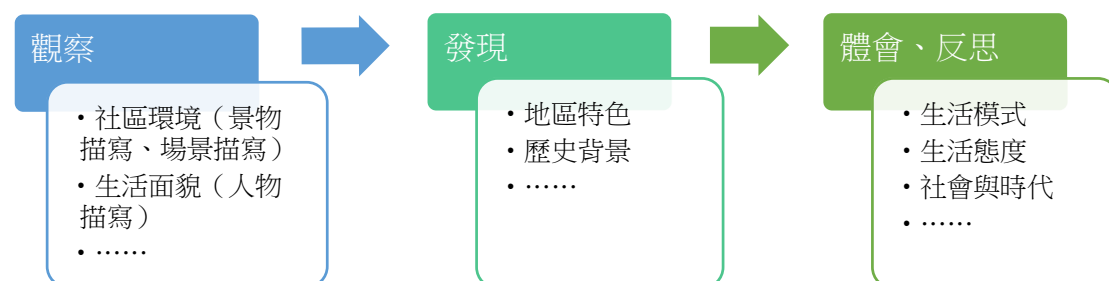 觀察
・社區環境（景物
描寫、場景描寫）
・生活面貌（人物
描寫）
・……
發現
・地區特色
・歷史背景
・……
體會、反思
・生活模式
・生活態度
・社會與時代
・……